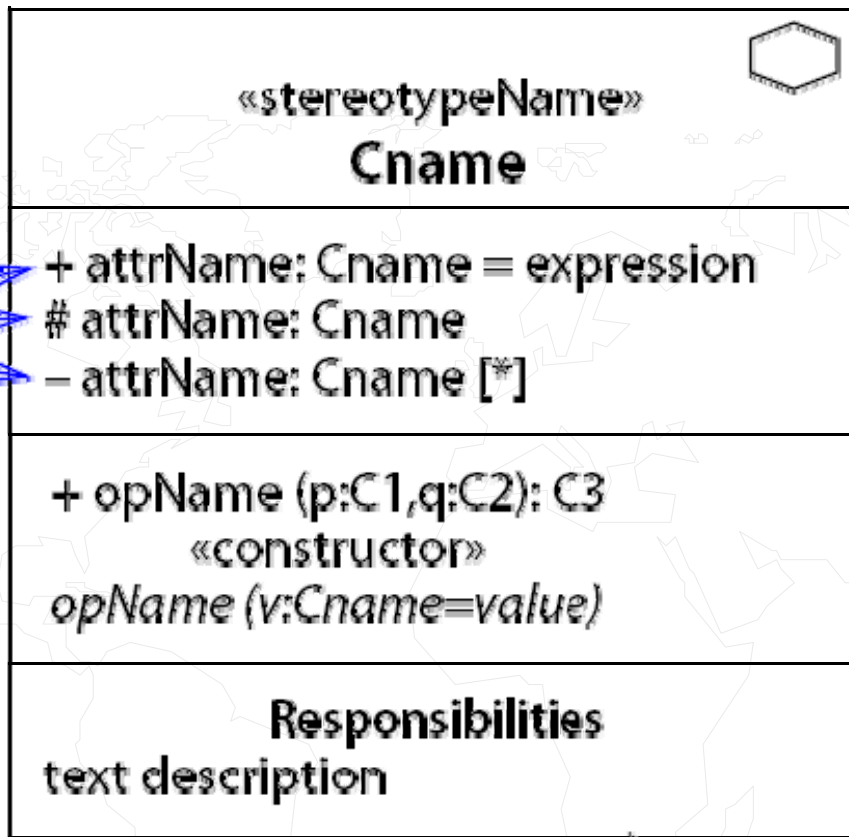 «stereotypeName»
Cname
+ attrName: Cname = expression
# attrName: Cname
– attrName: Cname [*]
+ opName (p:C1,q:C2): C3
«constructor»
opName (v:Cname=value)
Responsibilities
text description